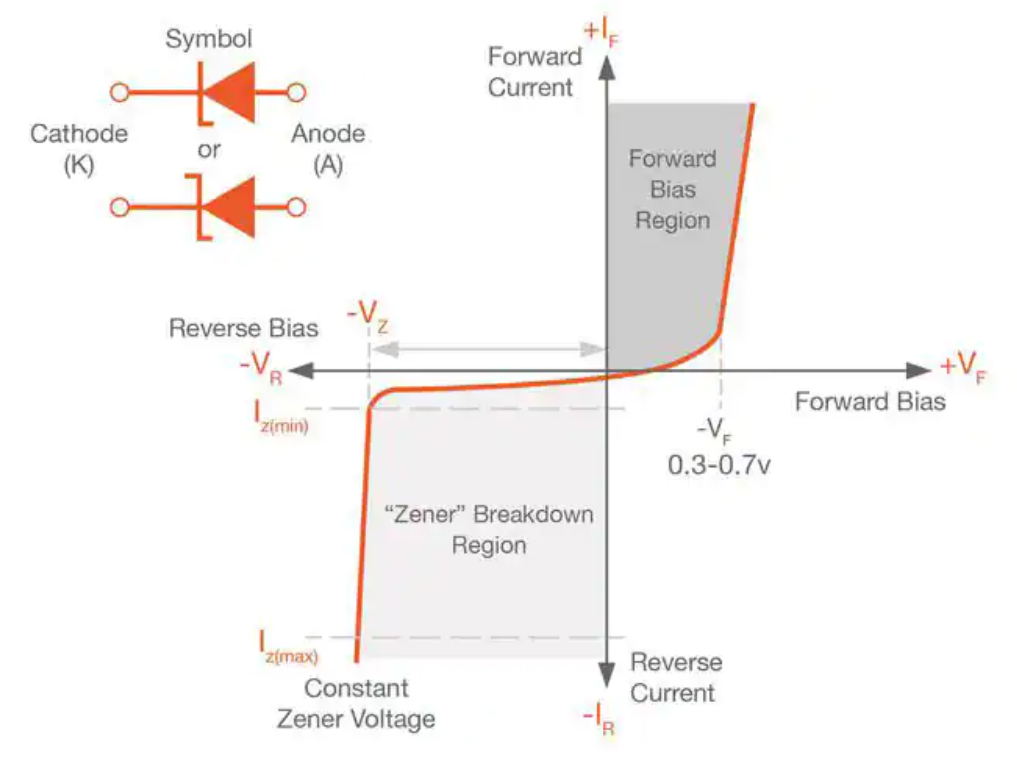 Symbol
+I_F
Forward
Current
Cathode
(K)
or
Anode
(A)
Forward
Bias
Region
Reverse Bias
-V_Z
-V_R
+V_F
Forward Bias
I_z(min)
-V_F
0.3-0.7v
“Zener” Breakdown
Region
I_z(max)
Constant
Zener Voltage
Reverse
Current
-I_R